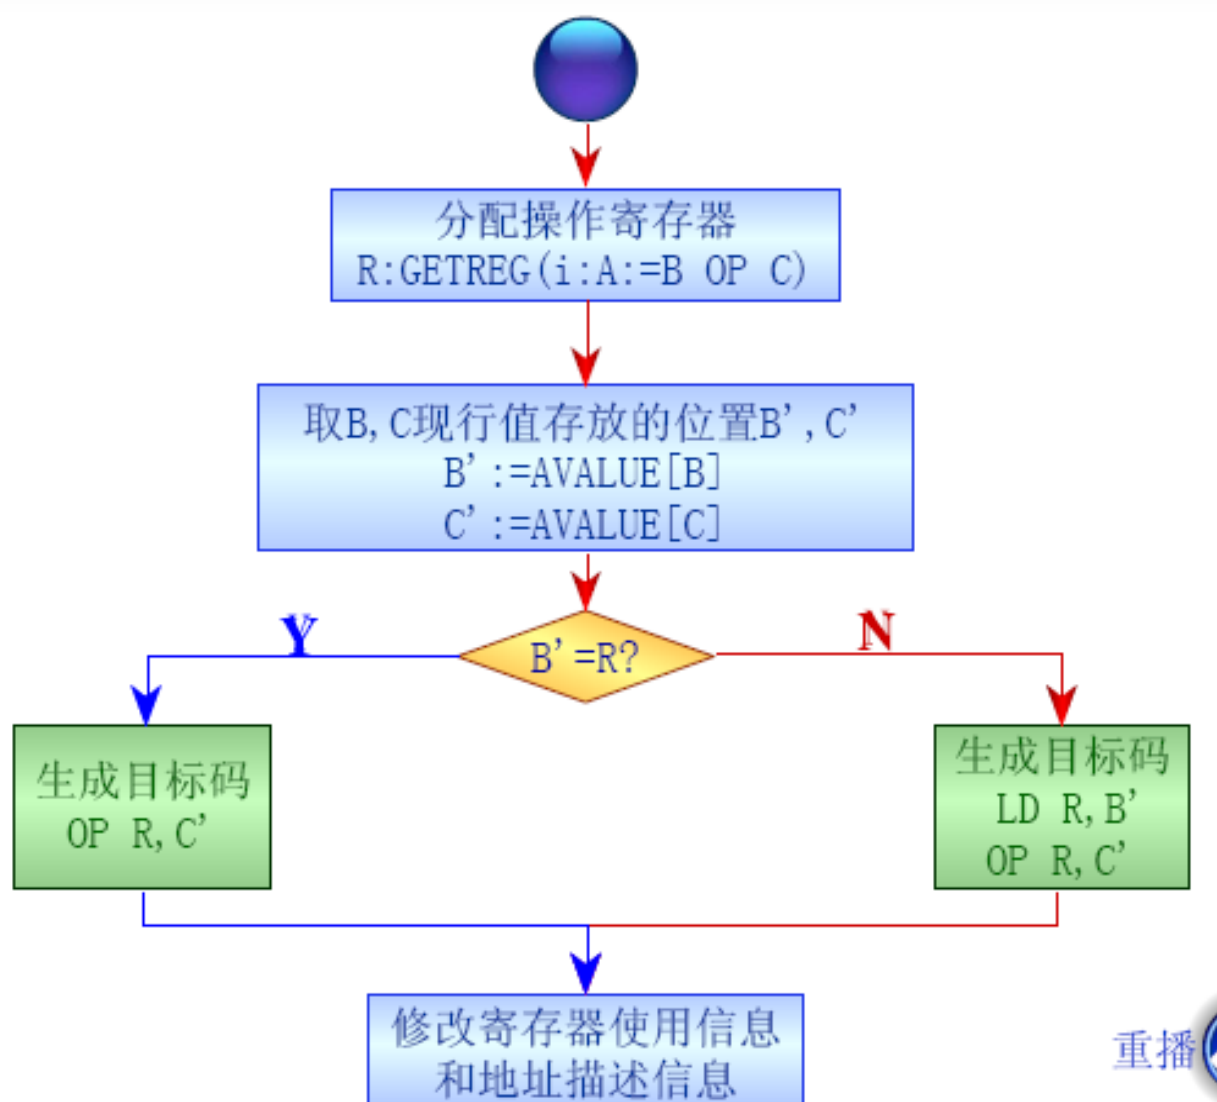 分配操作寄存器
R:GETREG(i:A:=B OP C)
取B,C现行值存放的位置B',C'
B':=AVALUE[B]
C':=AVALUE[C]
B'=R?
Y
N
生成目标码
OP R,C'
生成目标码
LD R,B'
OP R,C'
修改寄存器使用信息
和地址描述信息
重播